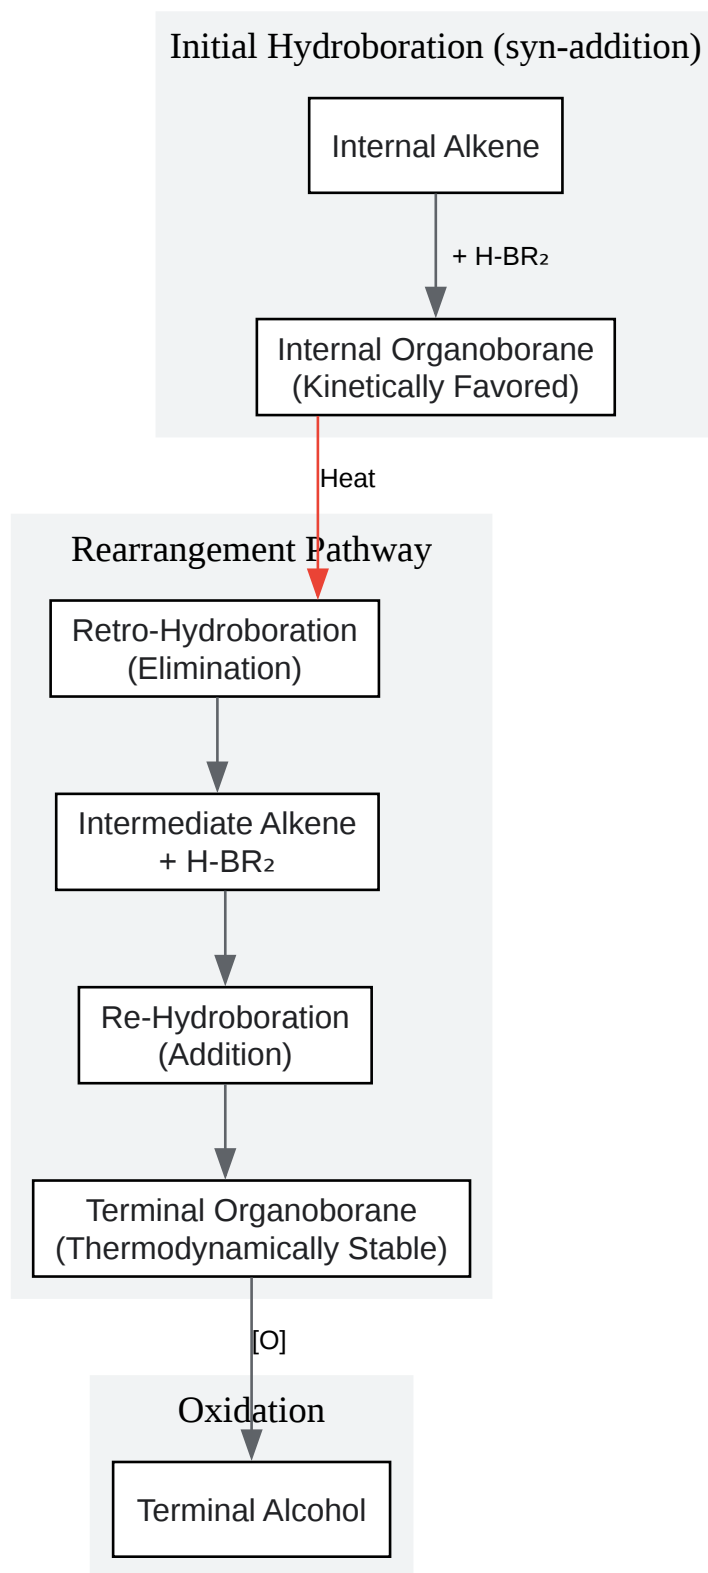 Initial Hydroboration (syn-addition)
Internal Alkene
+ H-BR₂
Internal Organoborane
(Kinetically Favored)
Heat
Rearrangement Pathway
Retro-Hydroboration
(Elimination)
Intermediate Alkene
+ H-BR₂
Re-Hydroboration
(Addition)
Terminal Organoborane
(Thermodynamically Stable)
[O]
Oxidation
Terminal Alcohol